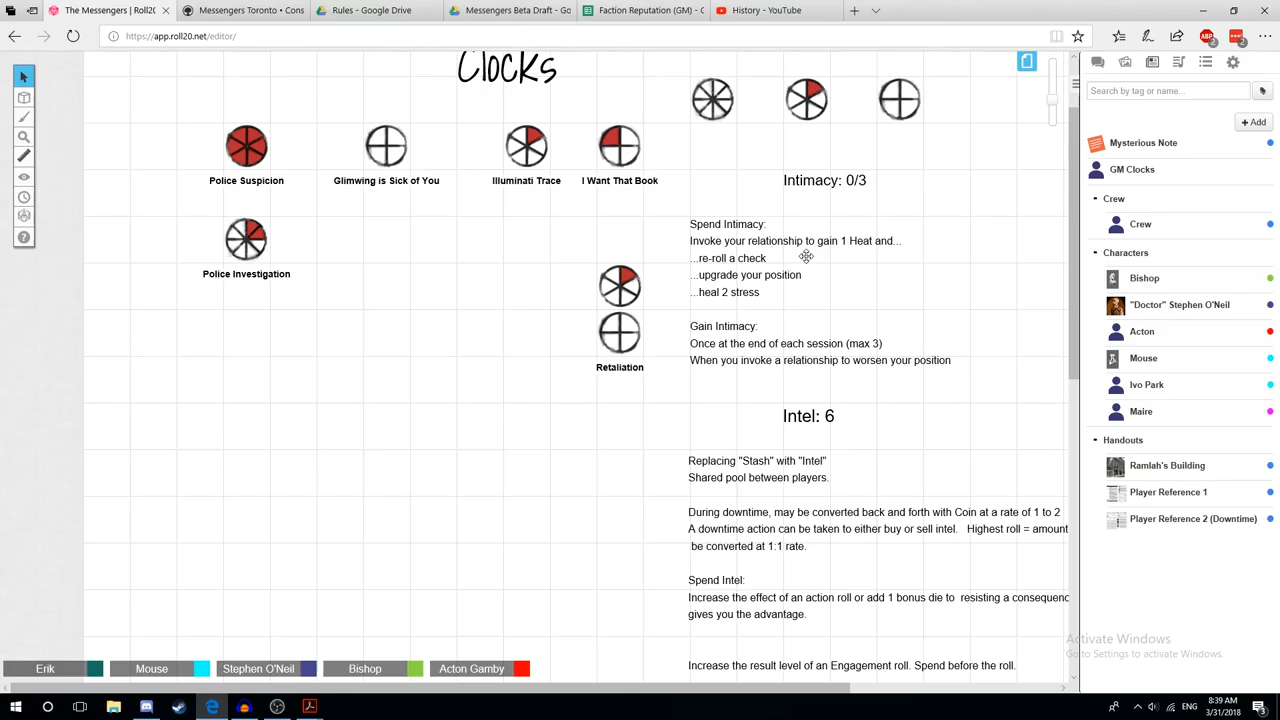 The Messengers | Roll20
Messengers Toronto • Cons
Rules - Google Drive
Messengers Beta Draft - Go
Faction Reputation (GM) - G
History - YouTube
https://app.roll20.net/editor/
ABP
2
2
Clocks
Police Suspicion
Glimwing is Sick of You
Illuminati Trace
I Want That Book
Police Investigation
Retaliation
Intimacy: 0/3
Spend Intimacy:
Invoke your relationship to gain 1 Heat and...
...re-roll a check
...upgrade your position
...heal 2 stress
Gain Intimacy:
Once at the end of each session (max 3)
When you invoke a relationship to worsen your position
Intel: 6
Replacing "Stash" with "Intel"
Shared pool between players.
During downtime, may be converted back and forth with Coin at a rate of 1 to 2
A downtime action can be taken to either buy or sell intel. Highest roll = amount
be converted at 1:1 rate.
Spend Intel:
Increase the effect of an action roll or add 1 bonus die to resisting a consequenc
gives you the advantage.
Increase the result level of an Engagement roll. Spend before the roll.
Search by tag or name...
+ Add
Mysterious Note
GM Clocks
Crew
Crew
Characters
Bishop
"Doctor" Stephen O'Neil
Acton
Mouse
Ivo Park
Maire
Handouts
Ramlah's Building
Player Reference 1
Player Reference 2 (Downtime)
Activate Windows
Go to Settings to activate Windows.
Erik
Mouse
Stephen O'Neil
Bishop
Acton Gamby
ENG
8:39 AM
3/31/2018
3